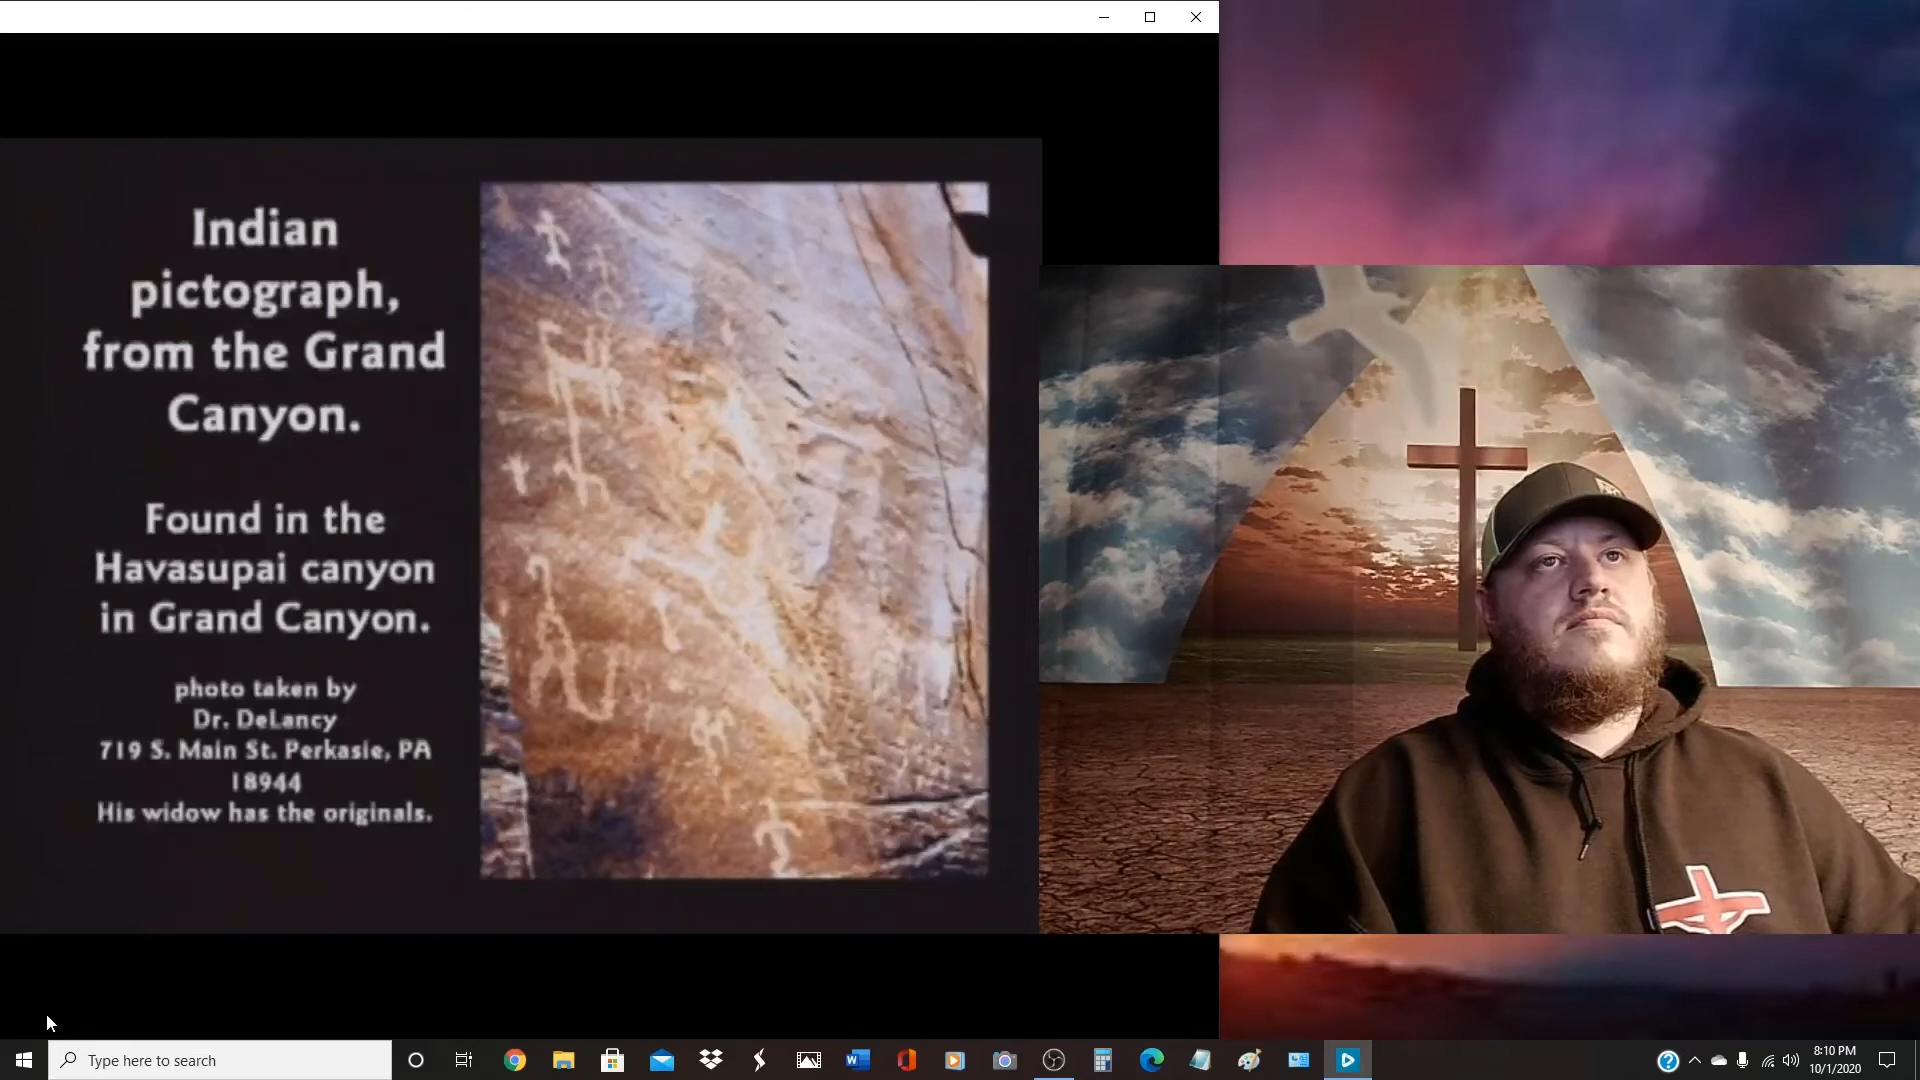 Indian
pictograph,
from the Grand
Canyon.
Found in the
Havasupai canyon
in Grand Canyon.
photo taken by
Dr. DeLancy
719 S. Main St. Perkasie, PA
18944
His widow has the originals.
Type here to search
8:10 PM
10/1/2020